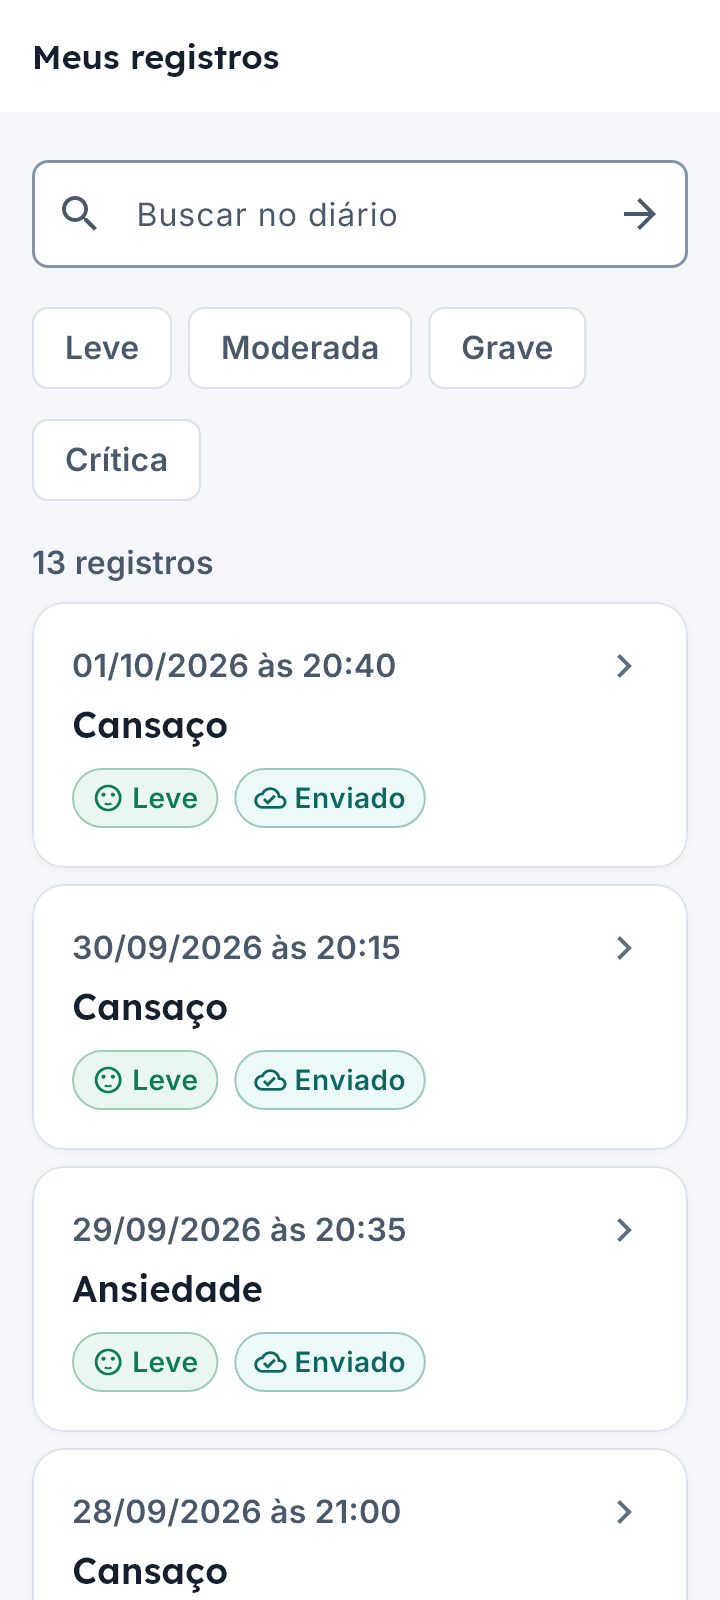 Meus registros
Buscar no diário
Leve Moderada Grave
Crítica
13 registros
01/10/2026 às 20:40
Cansaço
Leve Enviado
30/09/2026 às 20:15
Cansaço
Leve Enviado
29/09/2026 às 20:35
Ansiedade
Leve Enviado
28/09/2026 às 21:00
Cansaço